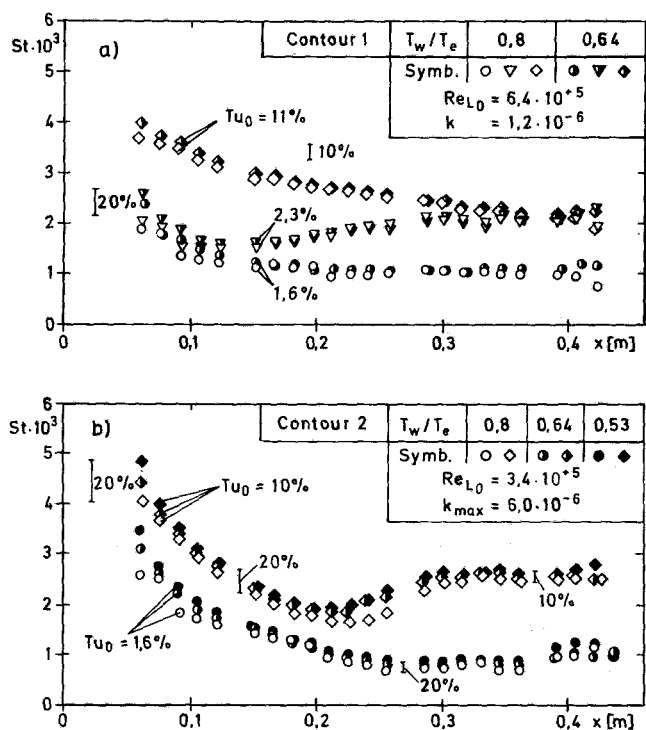 St·10³
a)
Contour 1 T_w/T_e 0,8 0,64
Symb.
Re_L0 = 6,4·10⁺⁵
k = 1,2·10⁻⁶
6
5
4
3
2
1
0
Tu₀ = 11%
10%
20%
2,3%
1,6%
0 0,1 0,2 0,3 0,4 x [m]
St·10³
b)
Contour 2 T_w/T_e 0,8 0,64 0,53
Symb.
Re_L0 = 3,4·10⁺⁵
k_max = 6,0·10⁻⁶
6
5
4
3
2
1
0
20%
Tu₀ = 10%
20%
10%
Tu₀ = 1,6%
20%
0 0,1 0,2 0,3 0,4 x [m]